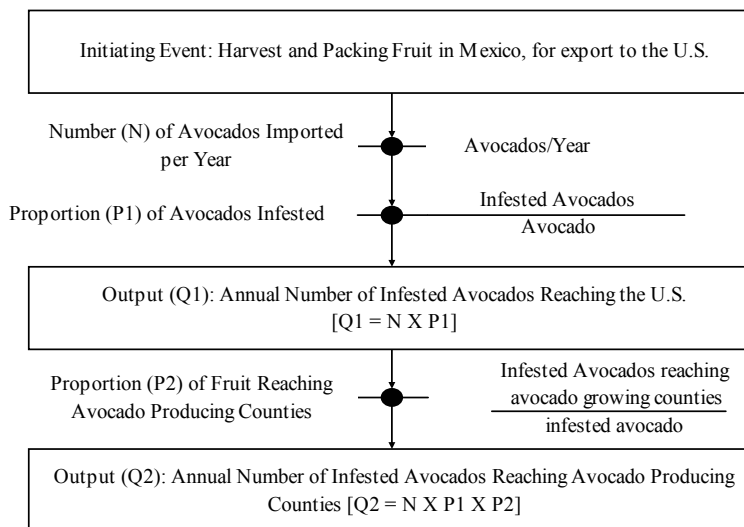 Initiating Event: Harvest and Packing Fruit in Mexico, for export to the U.S.
Number (N) of Avocados Imported
per Year
Avocados/Year
Proportion (P1) of Avocados Infested
Infested Avocados
Avocado
Output (Q1): Annual Number of Infested Avocados Reaching the U.S.
[Q1 = N X P1]
Proportion (P2) of Fruit Reaching
Avocado Producing Counties
Infested Avocados reaching
avocado growing counties
infested avocado
Output (Q2): Annual Number of Infested Avocados Reaching Avocado Producing
Counties [Q2 = N X P1 X P2]